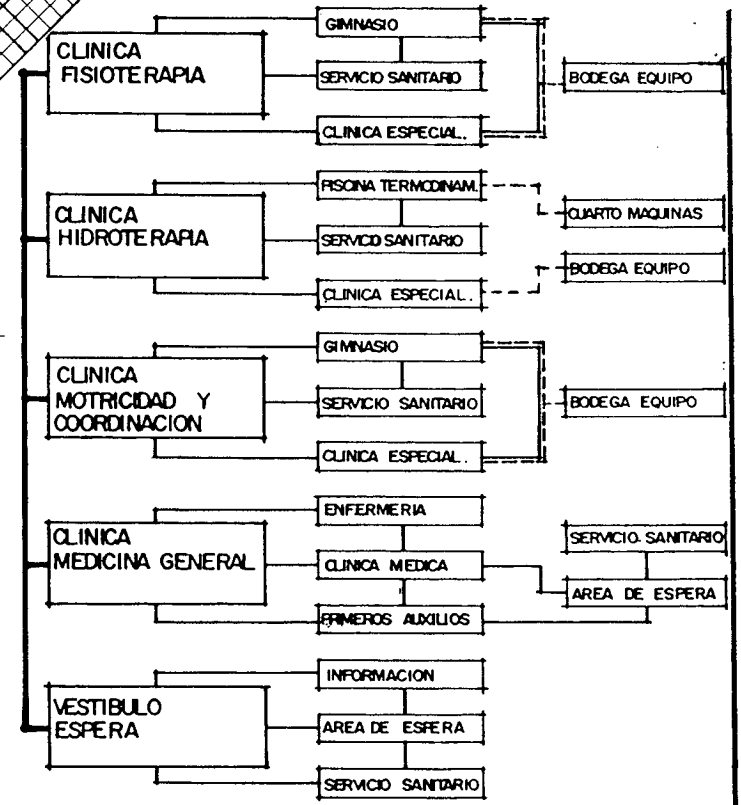 CLINICA
FISIOTERAPIA
GIMNASIO
SERVICIO SANITARIO
CLINICA ESPECIAL.
BODEGA EQUIPO
CLINICA
HIDROTERAPIA
PISCINA TERMODINAM.
SERVICIO SANITARIO
CLINICA ESPECIAL.
CUARTO MAQUINAS
BODEGA EQUIPO
CLINICA
MOTRICIDAD Y
COORDINACION
GIMNASIO
SERVICIO SANITARIO
CLINICA ESPECIAL.
BODEGA EQUIPO
CLINICA
MEDICINA GENERAL
ENFERMERIA
CLINICA MEDICA
PRIMEROS AUXILIOS
SERVICIO SANITARIO
AREA DE ESPERA
VESTIBULO
ESPERA
INFORMACION
AREA DE ESPERA
SERVICIO SANITARIO